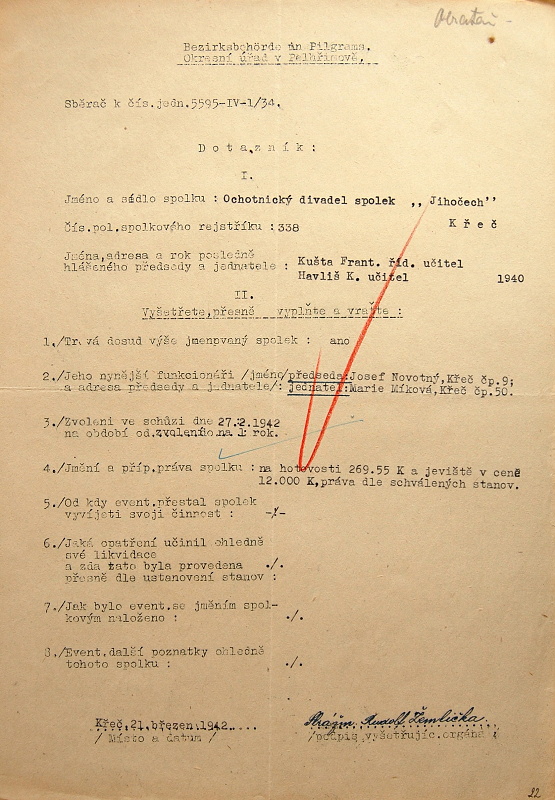 Obrataň -
Bezirksbehörde in Pilgrams.
Okresní úřad v Pelhřimově.
Sběrač k čís.jedn.5595-IV-1/34.
Dotazník:
I.
Jméno a sídlo spolku : Ochotnický divadel spolek ,, Jihočech"
Křeč
Čís.pol.spolkového rejstříku : 338
Jména,adresa a rok posledně
hlášeného předsedy a jednatele : Kušta Frant. říd. učitel
Havliš K. učitel 1940
II.
Vyšetřete,přesně vyplňte a vraťte :
1./Trvá dosud výše jmenovaný spolek : ano
2./Jeho nynější funkcionáři /jméno/předseda:Josef Novotný,Křeč čp.9;
a adresa předsedy a jednatele/: jednatel:Marie Míková,Křeč čp.50.
3./Zvoleni ve schůzi dne 27.2.1942
na období od zvolení na 1 rok.
4./Jmění a příp.práva spolku : na hotovosti 269.55 K a jeviště v ceně
12.000 K,práva dle schválených stanov.
5./Od kdy event.přestal spolek
vyvíjeti svoji činnost : -/-
6./Jaká opatření učinil ohledně
své likvidace
a zda tato byla provedena ./.
přesně dle ustanovení stanov :
7./Jak bylo event.se jměním spol-
kovým naloženo : ./.
8./Event.další poznatky ohledně
tohoto spolku : ./.
Křeč,21.březen 1942.
/ Místo a datum /
Strážm. Rudolf Žemlička.
/podpis vyšetřujíc.orgána/
22